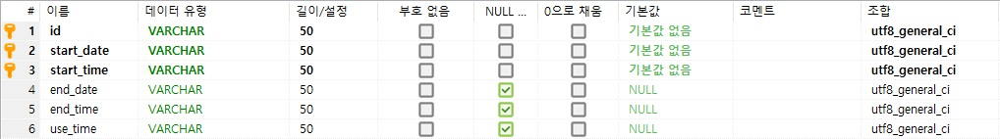 # 이름 데이터 유형 길이/설정 부호 없음 NULL ... 0으로 채움 기본값 코멘트 조합
1 id VARCHAR 50 기본값 없음 utf8_general_ci
2 start_date VARCHAR 50 기본값 없음 utf8_general_ci
3 start_time VARCHAR 50 기본값 없음 utf8_general_ci
4 end_date VARCHAR 50 NULL utf8_general_ci
5 end_time VARCHAR 50 NULL utf8_general_ci
6 use_time VARCHAR 50 NULL utf8_general_ci